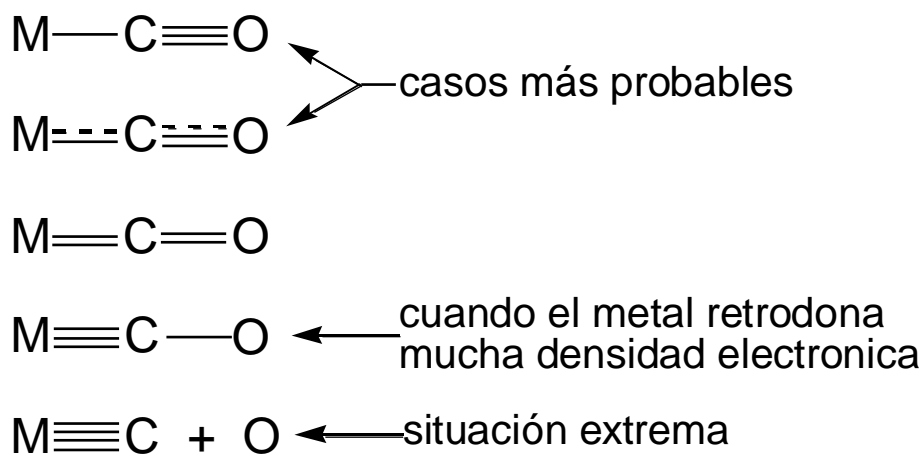 M—C≡O
casos más probables
M C O
M=C=O
M≡C—O
cuando el metal retrodona
mucha densidad electronica
M C + O
situación extrema